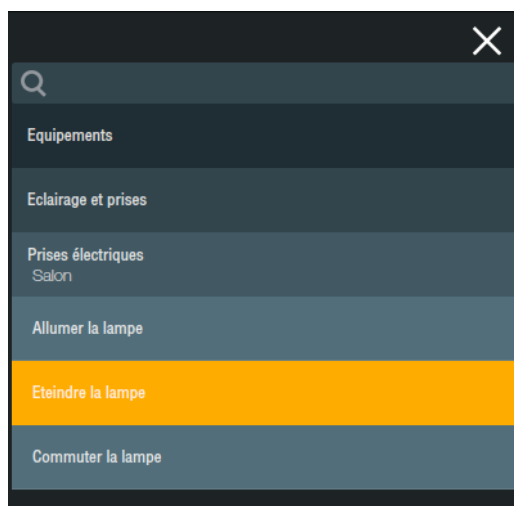 Equipements
Eclairage et prises
Prises électriques
Salon
Allumer la lampe
Eteindre la lampe
Commuter la lampe